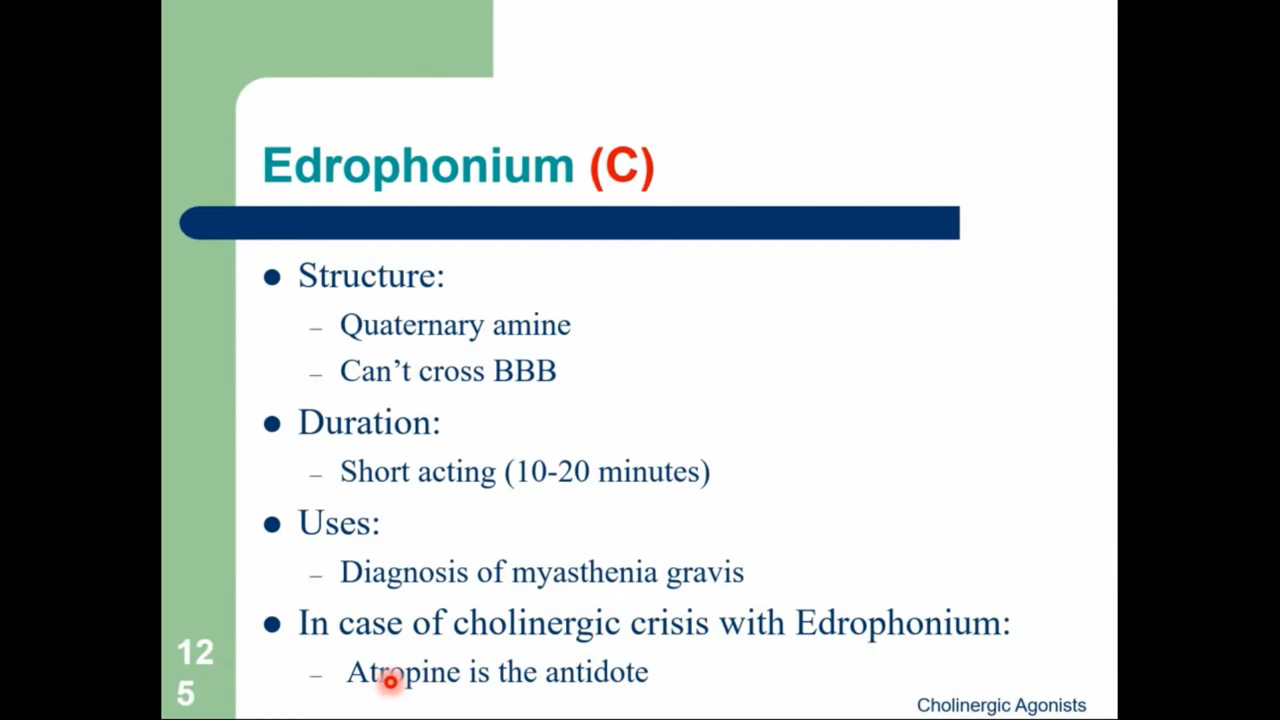 Edrophonium (C)
● Structure:
– Quaternary amine
– Can't cross BBB
● Duration:
– Short acting (10-20 minutes)
● Uses:
– Diagnosis of myasthenia gravis
● In case of cholinergic crisis with Edrophonium:
– Atropine is the antidote
12
5
Cholinergic Agonists